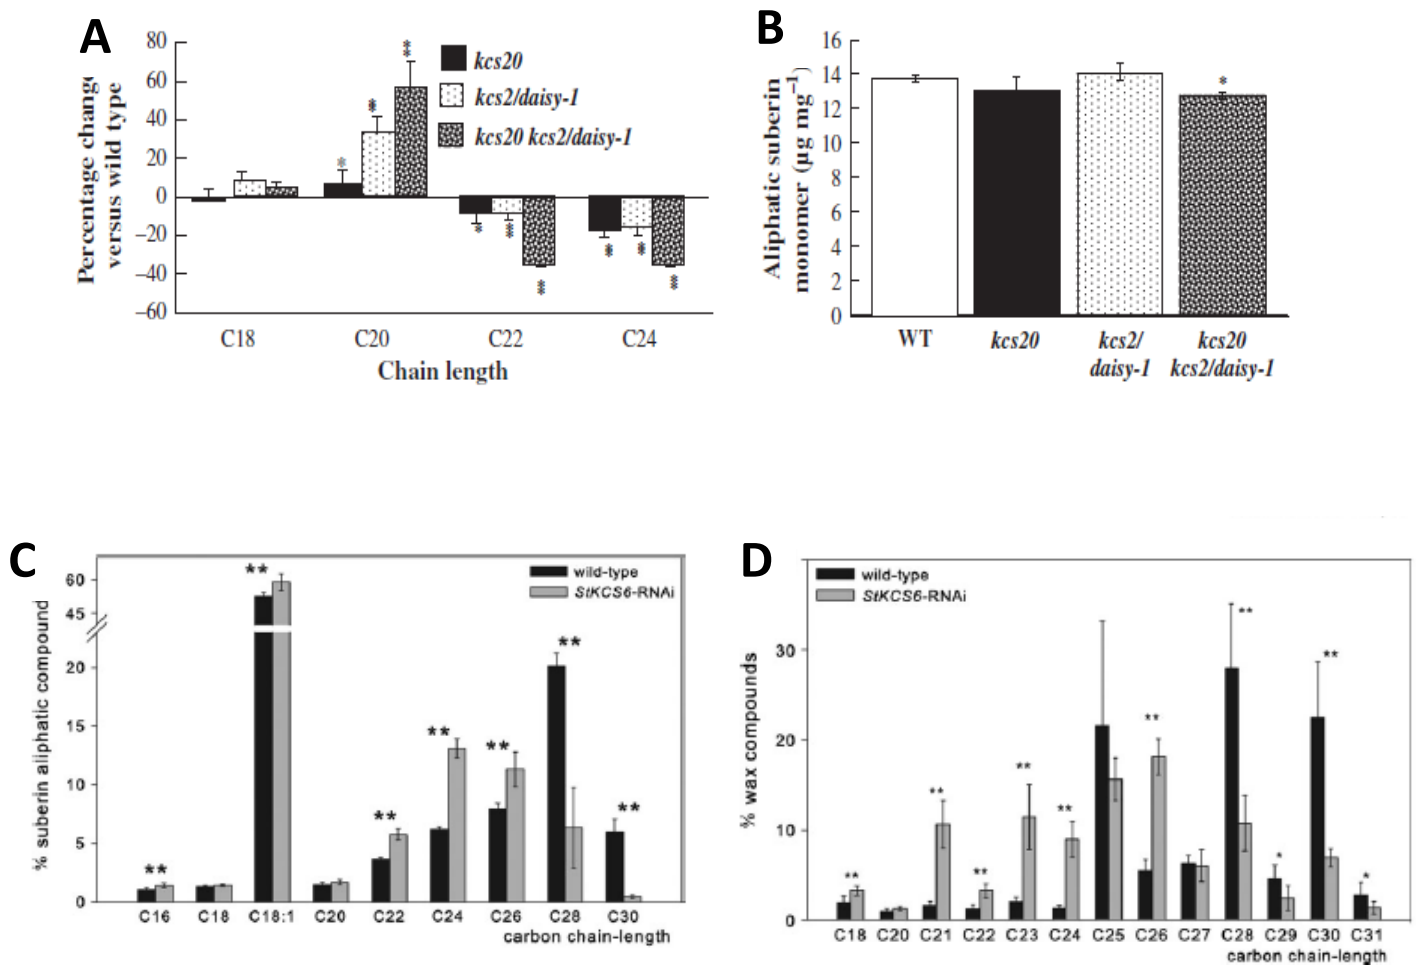 A
80
60
40
20
0
−20
−40
−60
Percentage change
versus wild type
kcs20
kcs2/daisy-1
kcs20 kcs2/daisy-1
*
**
**
*
**
**
**
**
**
C18 C20 C22 C24
Chain length
B
16
14
12
10
8
6
4
2
0
Aliphatic suberin
monomer (µg mg−1)
*
WT kcs20 kcs2/ kcs20
daisy-1 kcs2/daisy-1
C
60
45
20
15
10
5
0
% suberin aliphatic compound
wild-type
StKCS6-RNAi
** ** ** ** ** ** **
C16 C18 C18:1 C20 C22 C24 C26 C28 C30
carbon chain-length
D
30
20
10
0
% wax compounds
wild-type
StKCS6-RNAi
** ** ** ** ** ** ** * ** *
C18 C20 C21 C22 C23 C24 C25 C26 C27 C28 C29 C30 C31
carbon chain-length